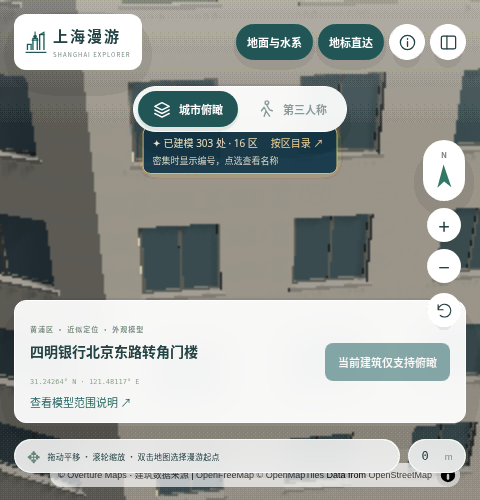 上海漫游
SHANGHAI EXPLORER
地面与水系
地标直达
城市俯瞰
第三人称
✦ 已建模 303 处 · 16 区 按区目录 ↗
密集时显示编号，点选查看名称
N
+
−
黄浦区 · 近似定位 · 外观模型
四明银行北京东路转角门楼
当前建筑仅支持俯瞰
31.24264° N · 121.48117° E
查看模型范围说明 ↗
拖动平移 · 滚轮缩放 · 双击地图选择漫游起点
0 m
© Overture Maps · 建筑数据来源 | OpenFreeMap © OpenMapTiles Data from OpenStreetMap